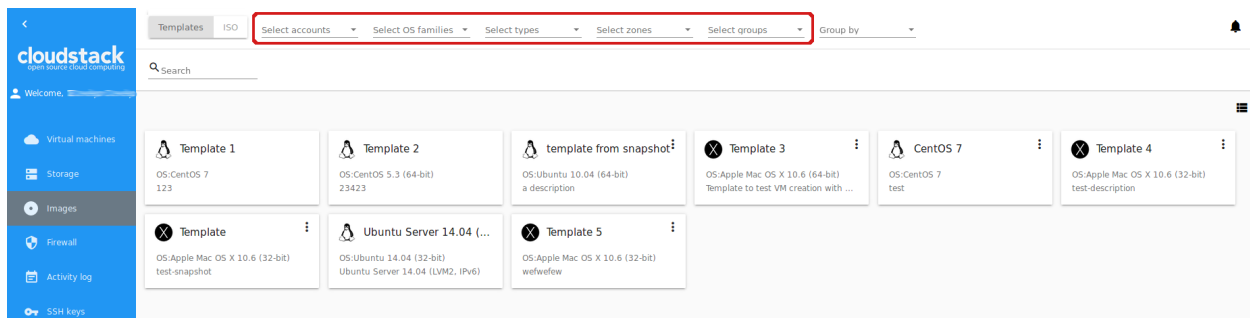 Templates ISO Select accounts Select OS families Select types Select zones Select groups Group by
cloudstack
open source cloud computing
Search
Welcome,
Virtual machines
Storage
Images
Firewall
Activity log
SSH keys
Template 1
OS:CentOS 7
123
Template 2
OS:CentOS 5.3 (64-bit)
23423
template from snapshot
OS:Ubuntu 10.04 (64-bit)
a description
Template 3
OS:Apple Mac OS X 10.6 (64-bit)
Template to test VM creation with ...
CentOS 7
OS:CentOS 7
test
Template 4
OS:Apple Mac OS X 10.6 (32-bit)
test-description
Template
OS:Apple Mac OS X 10.6 (32-bit)
test-snapshot
Ubuntu Server 14.04 (...
OS:Ubuntu 14.04 (32-bit)
Ubuntu Server 14.04 (LVM2, IPv6)
Template 5
OS:Apple Mac OS X 10.6 (32-bit)
wefwefew